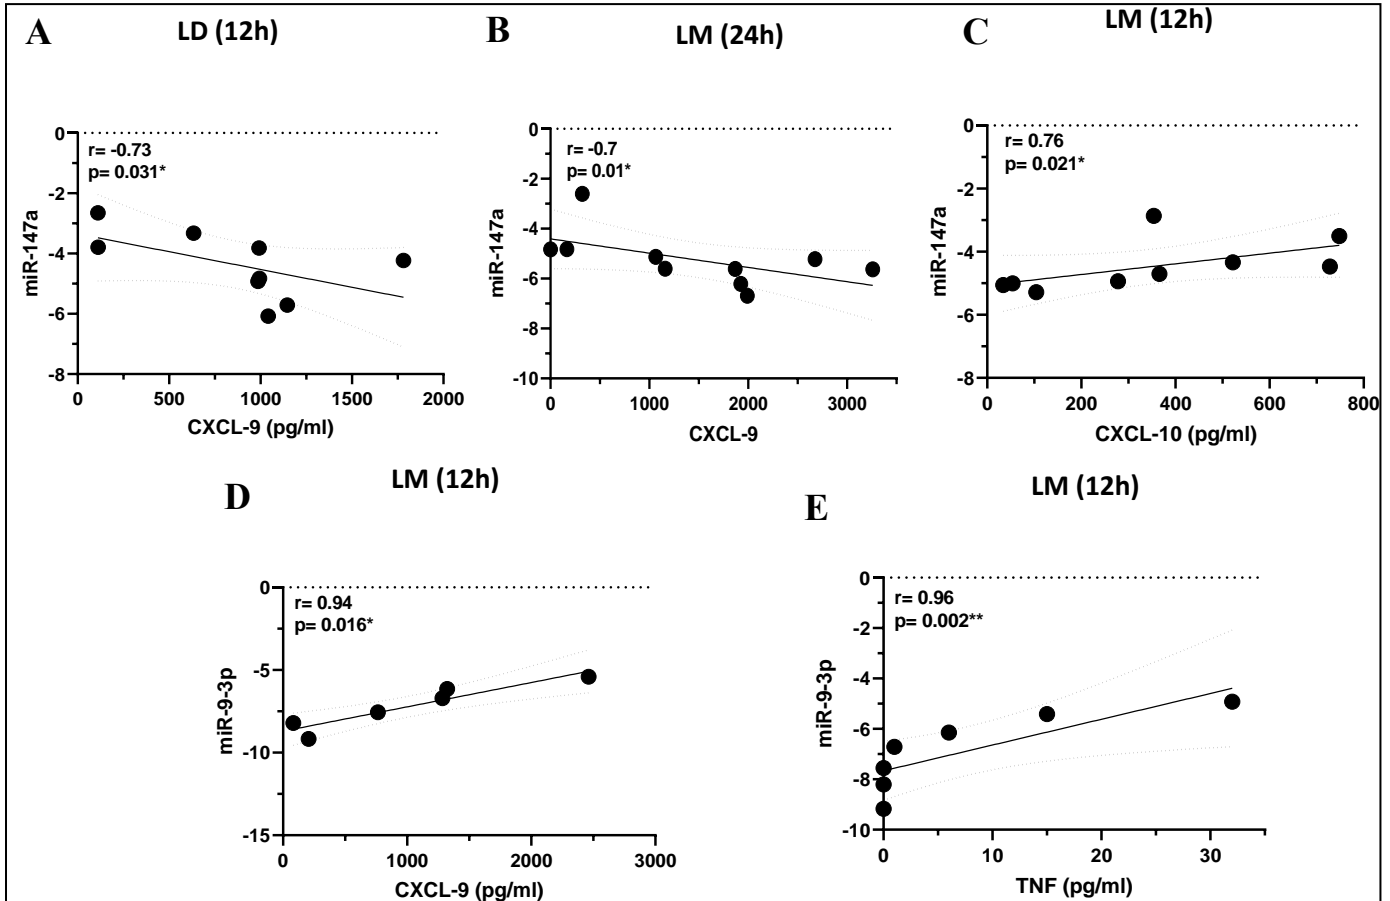 A
LD (12h)
0
-2
-4
-6
-8
miR-147a
r= -0.73
p= 0.031*
0
500
1000
1500
2000
CXCL-9 (pg/ml)
B
LM (24h)
0
-2
-4
-6
-8
-10
miR-147a
r= -0.7
p= 0.01*
0
1000
2000
3000
CXCL-9
C
LM (12h)
0
-2
-4
-6
-8
miR-147a
r= 0.76
p= 0.021*
0
200
400
600
800
CXCL-10 (pg/ml)
D
LM (12h)
0
-5
-10
-15
miR-9-3p
r= 0.94
p= 0.016*
0
1000
2000
3000
CXCL-9 (pg/ml)
E
LM (12h)
0
-2
-4
-6
-8
-10
miR-9-3p
r= 0.96
p= 0.002**
0
10
20
30
TNF (pg/ml)